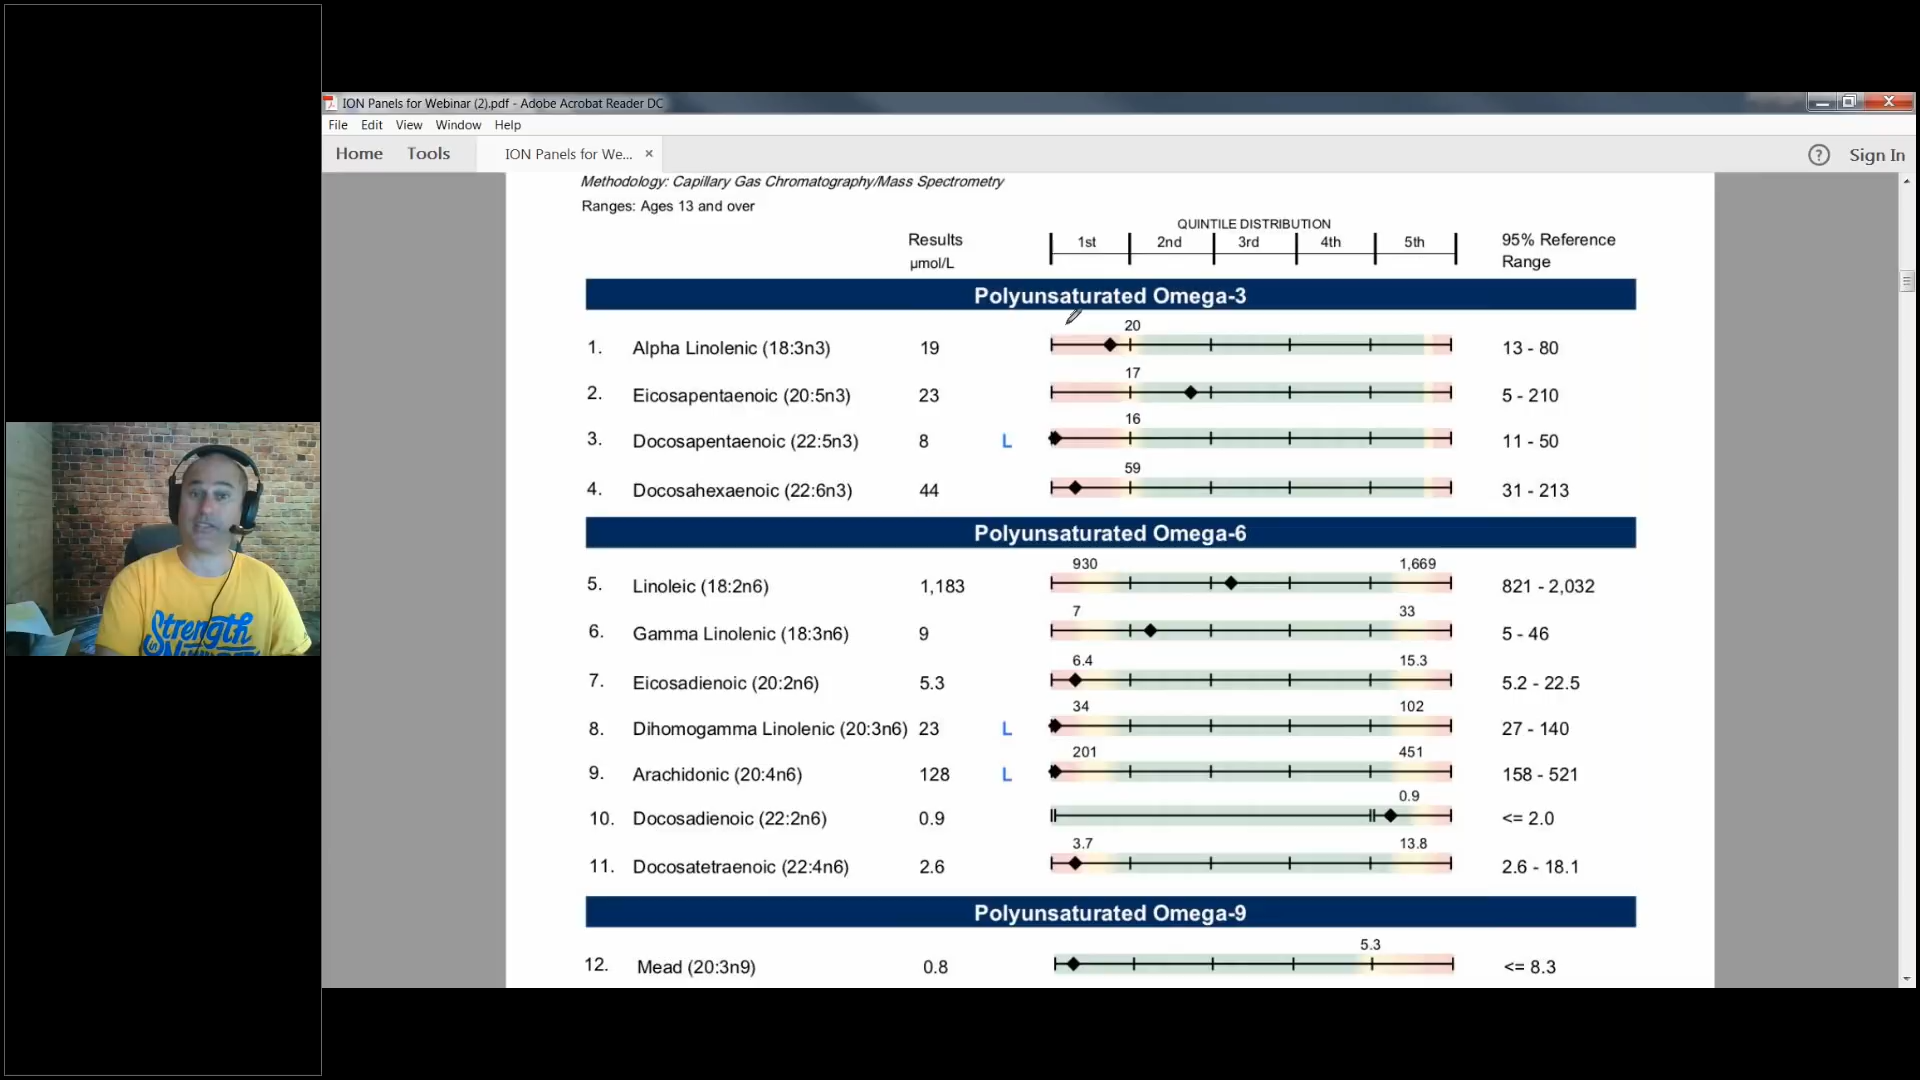 ION Panels for Webinar (2).pdf - Adobe Acrobat Reader DC
File Edit View Window Help
Home Tools ION Panels for We... × ? Sign In
Methodology: Capillary Gas Chromatography/Mass Spectrometry
Ranges: Ages 13 and over
QUINTILE DISTRIBUTION
Results 1st 2nd 3rd 4th 5th 95% Reference
µmol/L Range
Polyunsaturated Omega-3
20
1. Alpha Linolenic (18:3n3) 19 13 - 80
17
2. Eicosapentaenoic (20:5n3) 23 5 - 210
16
3. Docosapentaenoic (22:5n3) 8 L 11 - 50
59
4. Docosahexaenoic (22:6n3) 44 31 - 213
Polyunsaturated Omega-6
930 1,669
5. Linoleic (18:2n6) 1,183 821 - 2,032
7 33
6. Gamma Linolenic (18:3n6) 9 5 - 46
6.4 15.3
7. Eicosadienoic (20:2n6) 5.3 5.2 - 22.5
34 102
8. Dihomogamma Linolenic (20:3n6) 23 L 27 - 140
201 451
9. Arachidonic (20:4n6) 128 L 158 - 521
0.9
10. Docosadienoic (22:2n6) 0.9 <= 2.0
3.7 13.8
11. Docosatetraenoic (22:4n6) 2.6 2.6 - 18.1
Polyunsaturated Omega-9
5.3
12. Mead (20:3n9) 0.8 <= 8.3
Strength
in